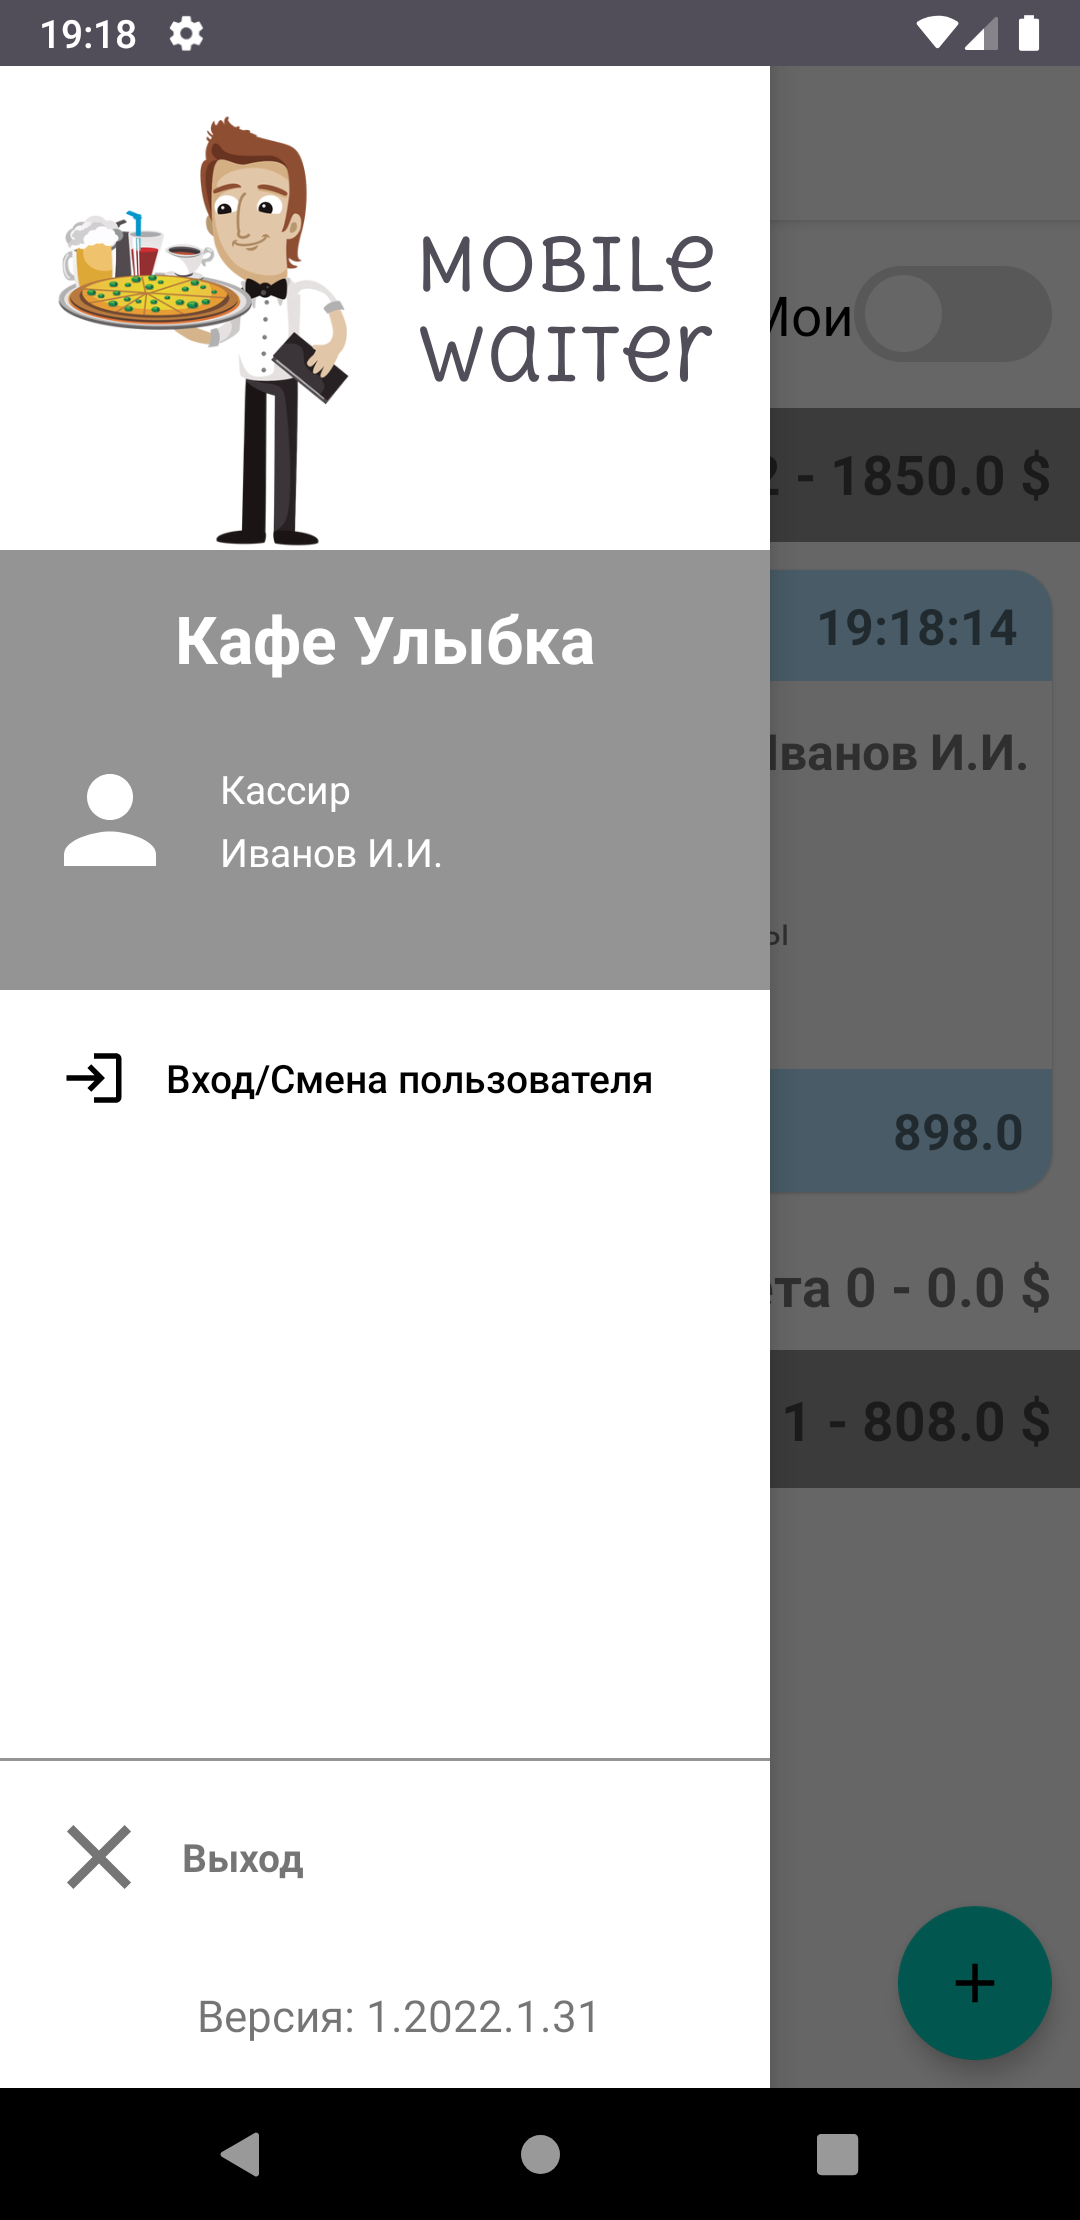 19:18
MOBILE
WAITER
Мои
2 - 1850.0 $
Кафе Улыбка
19:18:14
Иванов И.И.
Кассир
Иванов И.И.
ы
Вход/Смена пользователя
898.0
ета 0 - 0.0 $
1 - 808.0 $
Выход
Версия: 1.2022.1.31